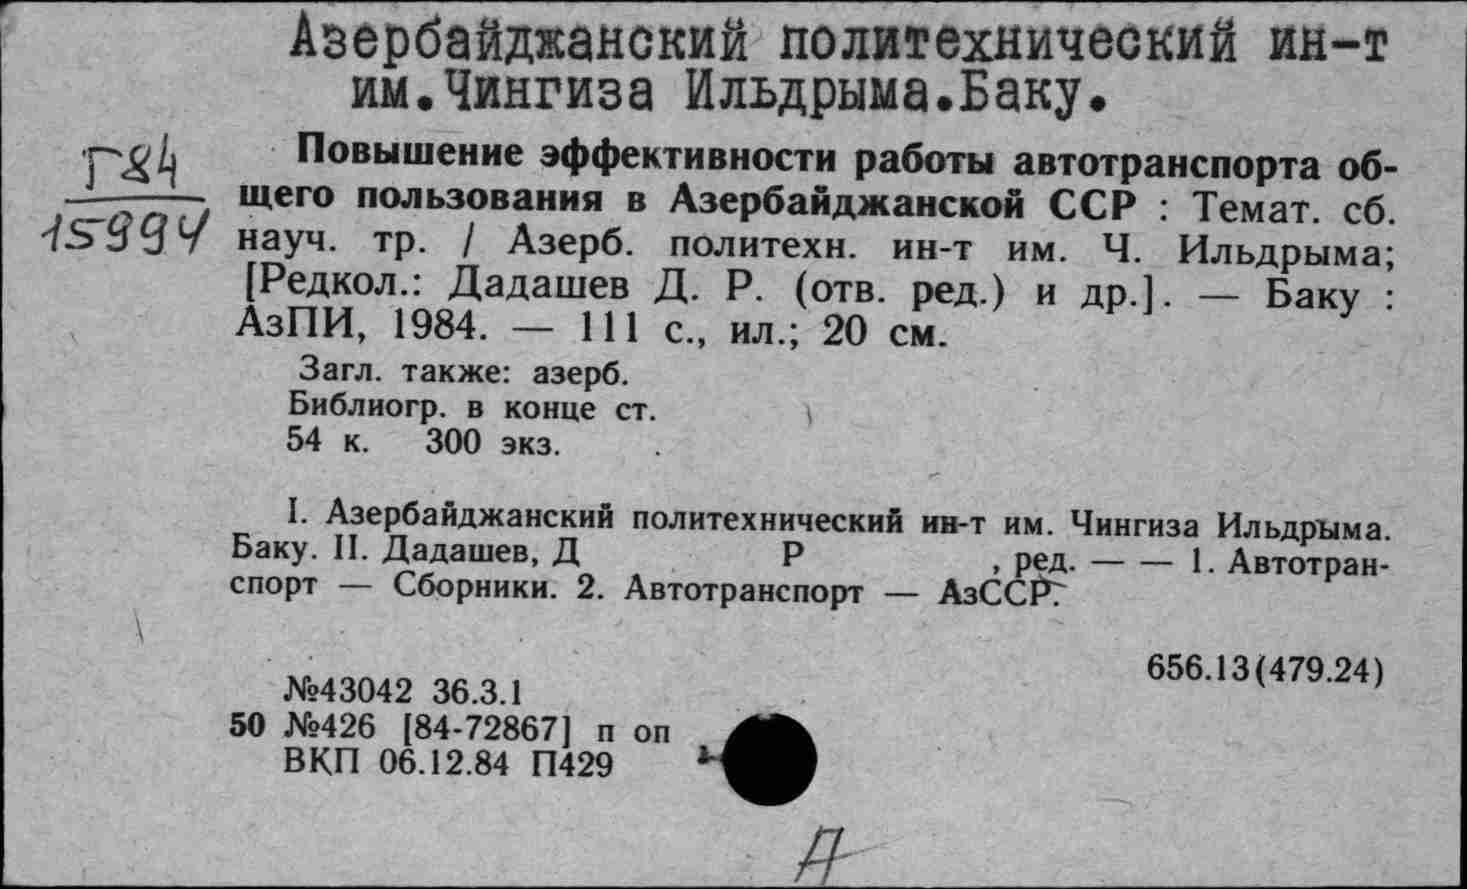 Азербайджанский политехнический ин-т
им.Чингиза Ильдрыма.Баку.
Г84
15994
Повышение эффективности работы автотранспорта об-
щего пользования в Азербайджанской ССР : Темат. сб.
науч. тр. / Азерб. политехн. ин-т им. Ч. Ильдрыма;
[Редкол.: Дадашев Д. Р. (отв. ред.) и др.]. — Баку :
АзПИ, 1984. — 111 с., ил.; 20 см.
Загл. также: азерб.
Библиогр. в конце ст.
54 к. 300 экз.
I. Азербайджанский политехнический ин-т им. Чингиза Ильдрыма.
Баку. II. Дадашев, Д Р , ред. — — 1. Автотран-
спорт — Сборники. 2. Автотранспорт — АзССР.
656.13(479.24)
№43042 36.3.1
50 №426 [84-72867] п оп
ВКП 06.12.84 П429